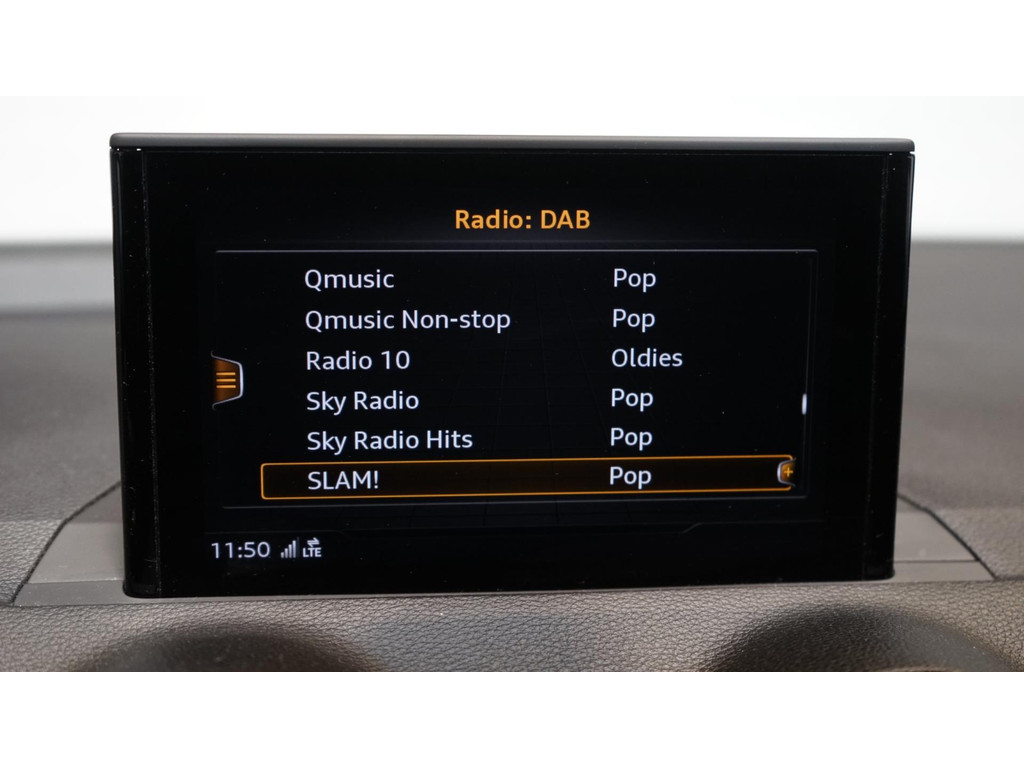 Radio: DAB
Qmusic Pop
Qmusic Non-stop Pop
Radio 10 Oldies
Sky Radio Pop
Sky Radio Hits Pop
SLAM! Pop
11:50 LTE